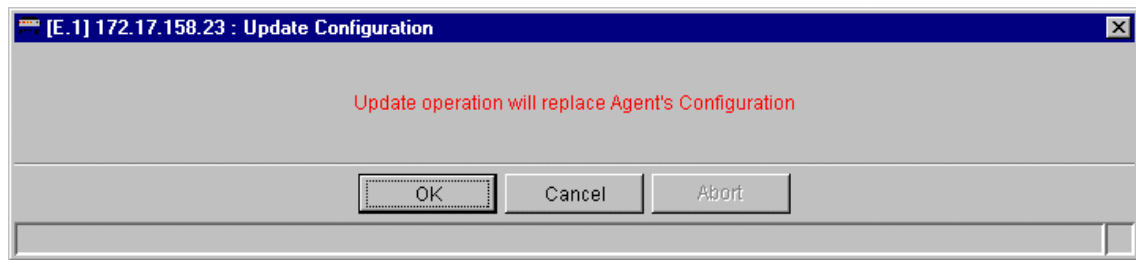 [E.1] 172.17.158.23 : Update Configuration
Update operation will replace Agent's Configuration
OK Cancel Abort